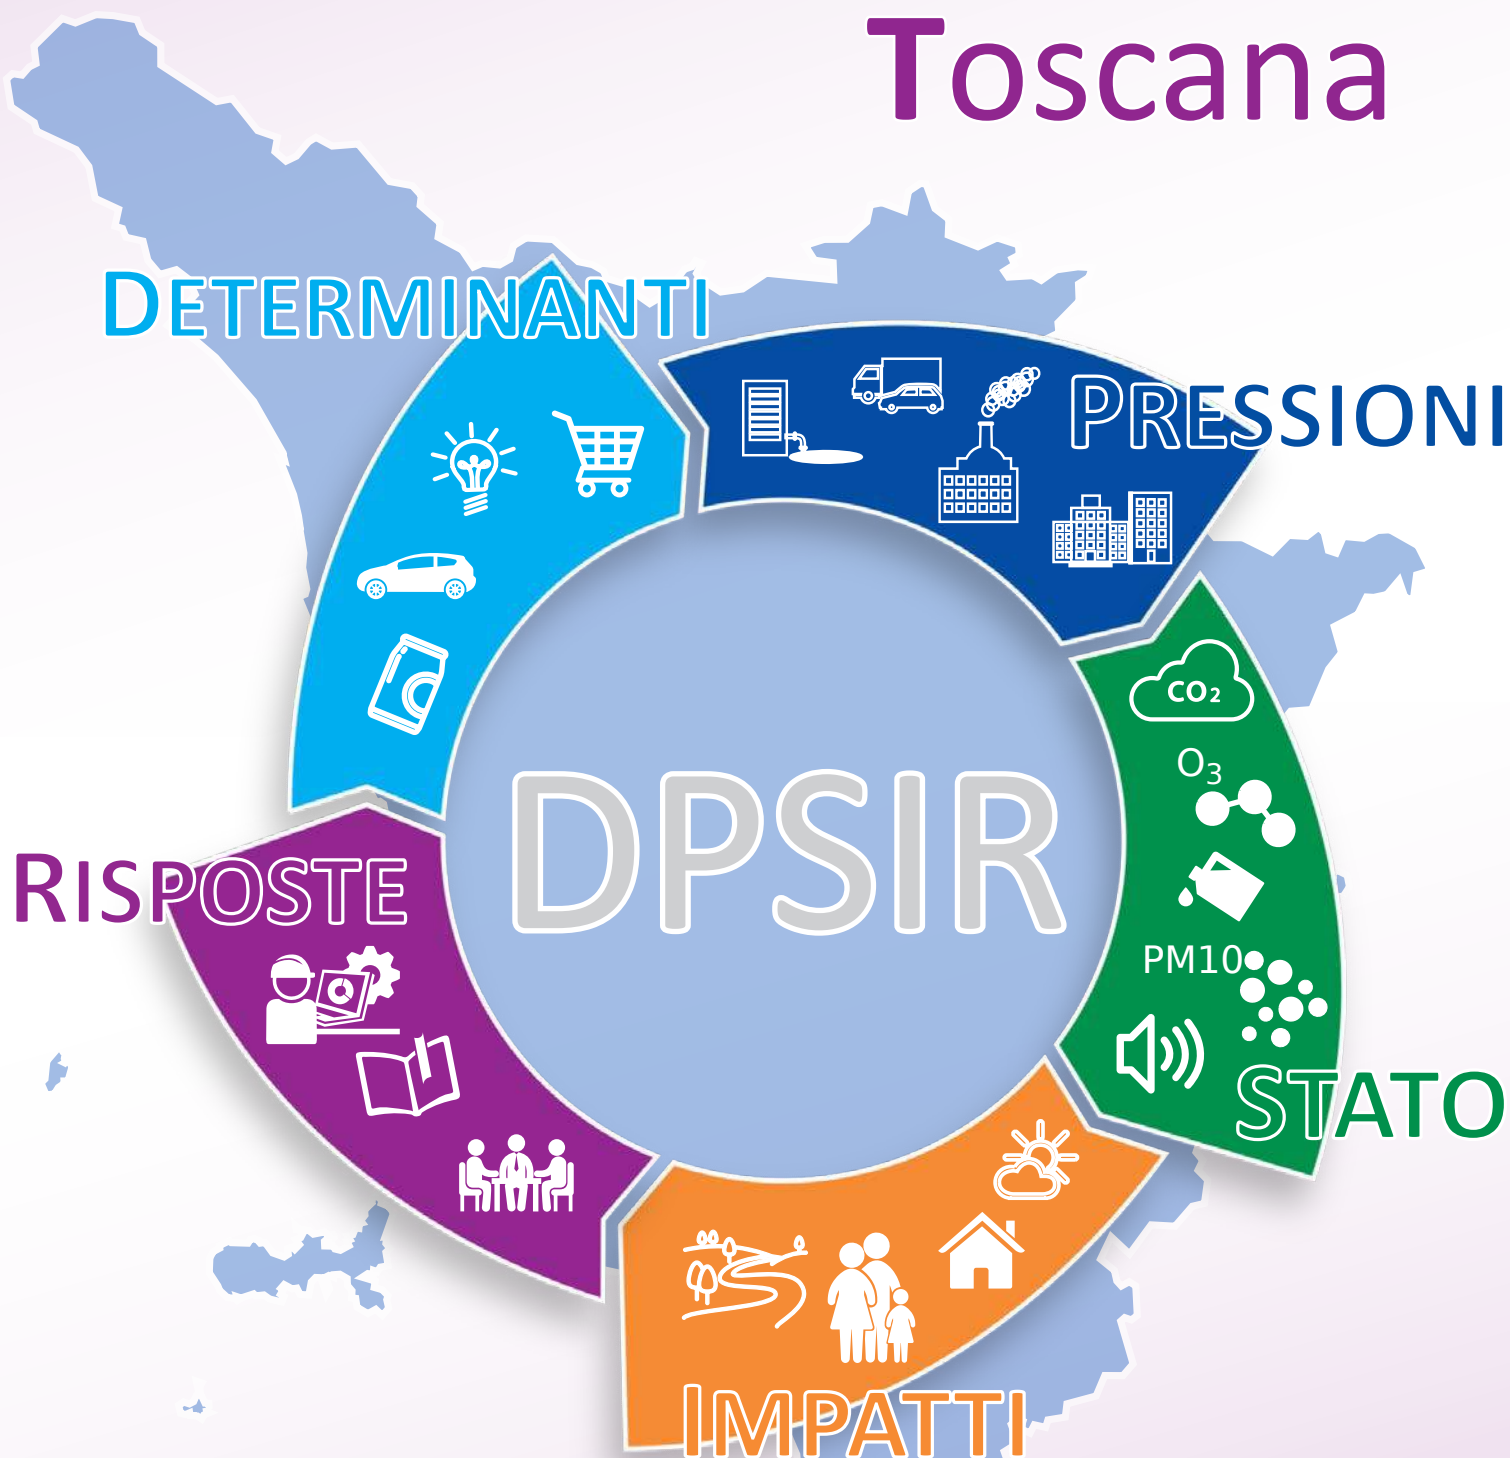 Toscana
DETERMINANTI
PRESSIONI
CO₂
O₃
DPSIR
RISPOSTE
PM10
STATO
IMPATTI